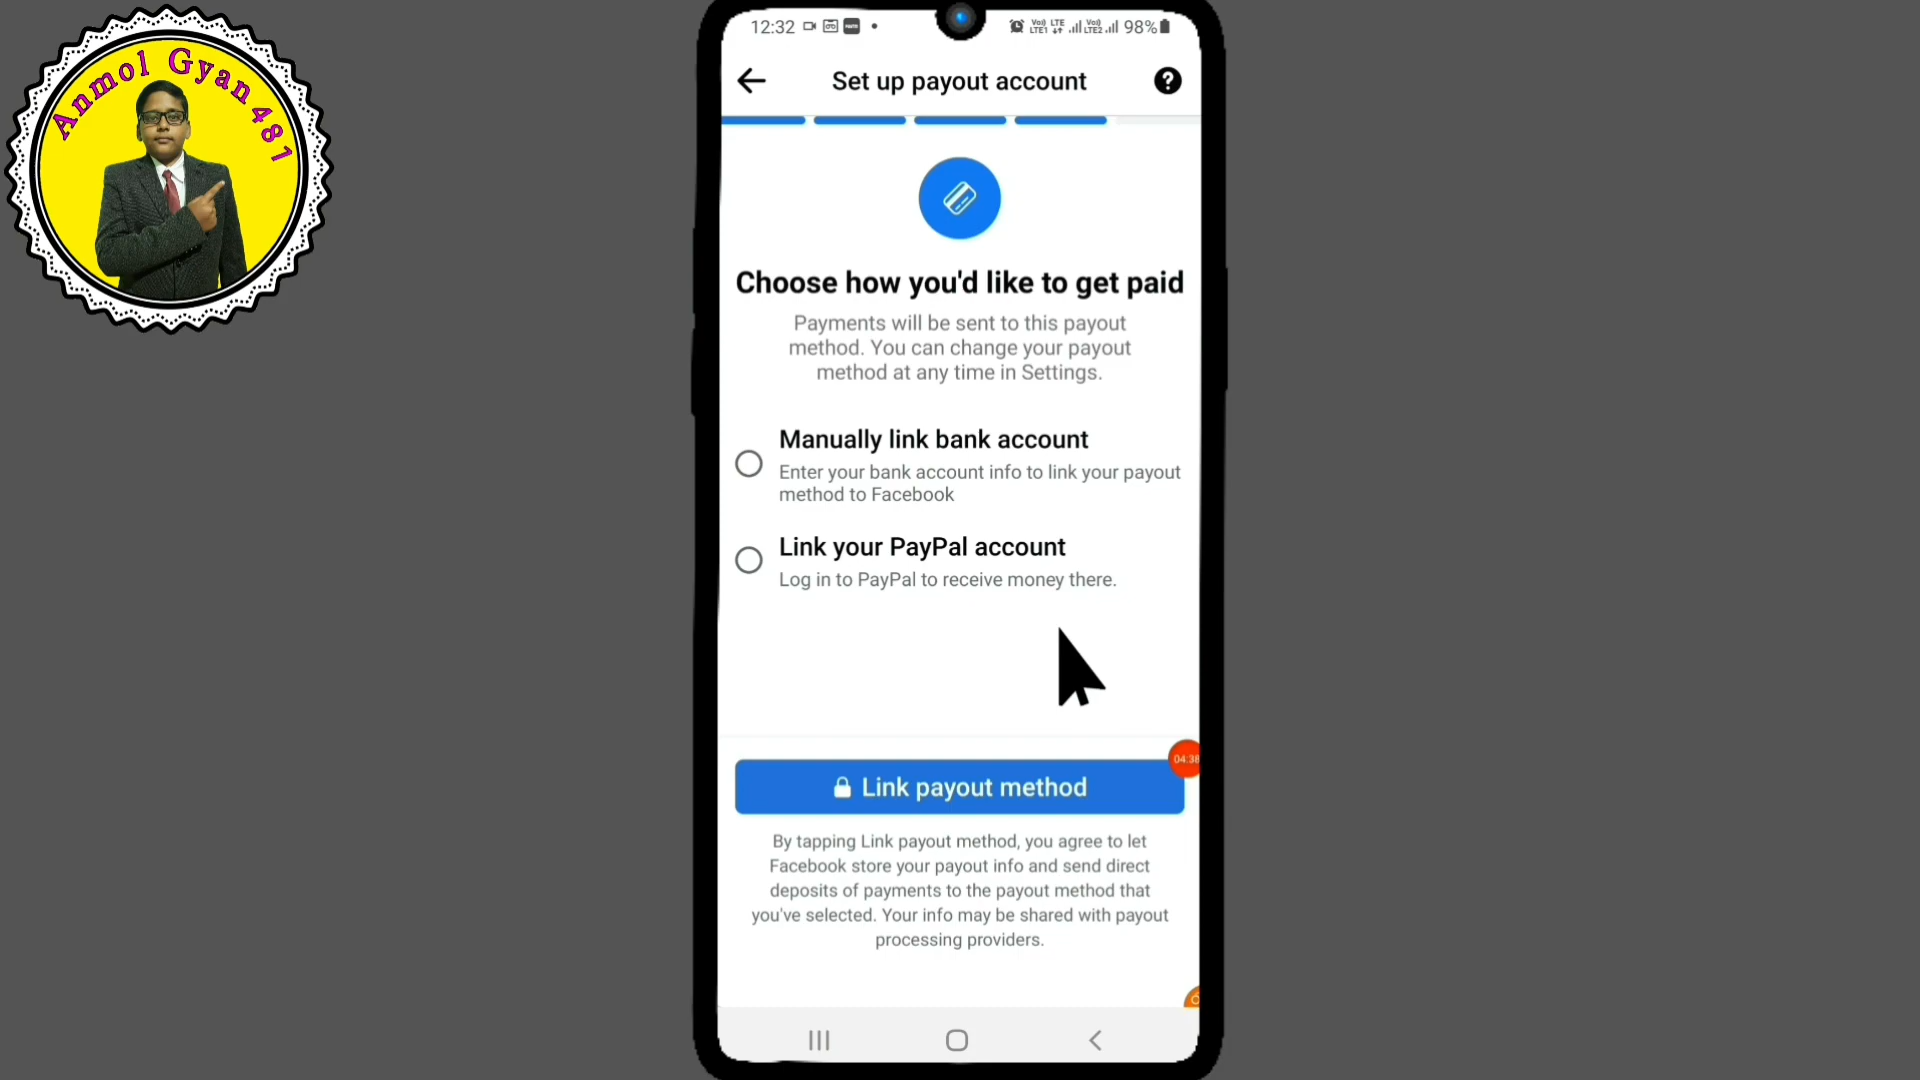 Anmol Gyan 481
12:32
98%
Set up payout account
Choose how you'd like to get paid
Payments will be sent to this payout
method. You can change your payout
method at any time in Settings.
Manually link bank account
Enter your bank account info to link your payout
method to Facebook
Link your PayPal account
Log in to PayPal to receive money there.
04:38
Link payout method
By tapping Link payout method, you agree to let
Facebook store your payout info and send direct
deposits of payments to the payout method that
you've selected. Your info may be shared with payout
processing providers.